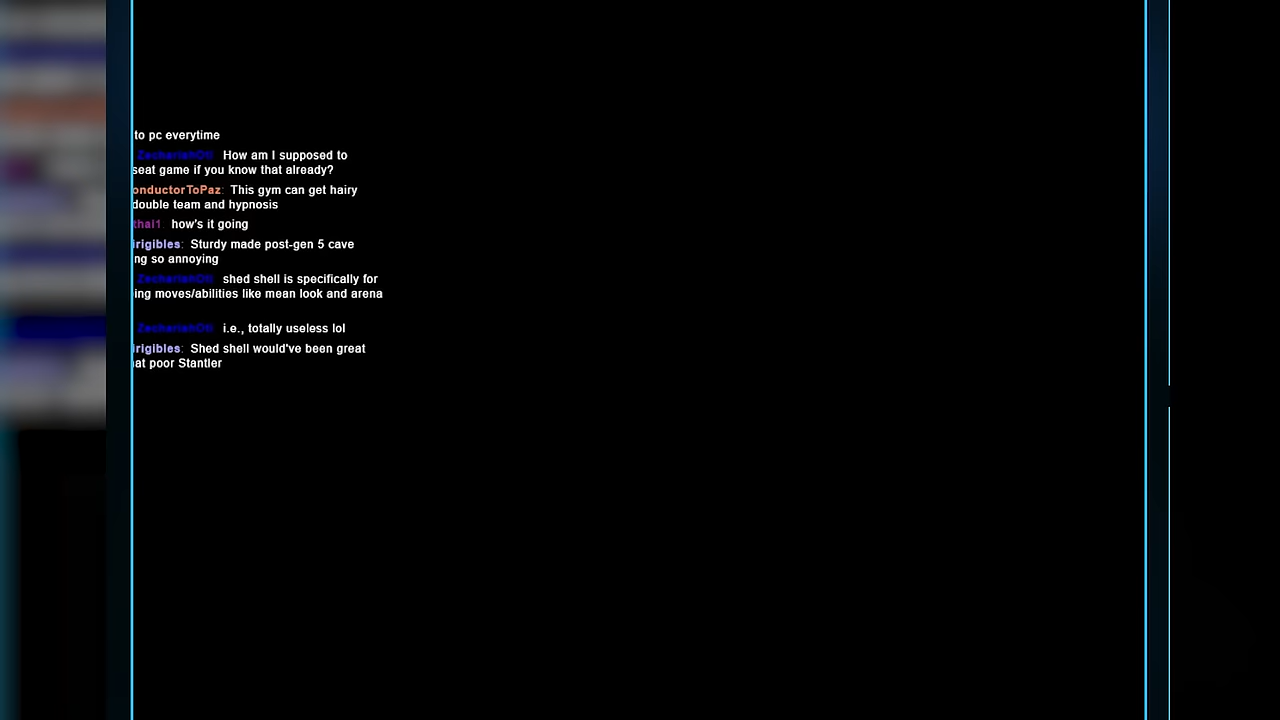 to pc everytime
ZachariahOti How am I supposed to
seat game if you know that already?
onductorToPaz: This gym can get hairy
double team and hypnosis
thal1 how's it going
irigibles: Sturdy made post-gen 5 cave
ng so annoying
shed shell is specifically for
ing moves/abilities like mean look and arena
i.e., totally useless lol
irigibles: Shed shell would've been great
at poor Stantler